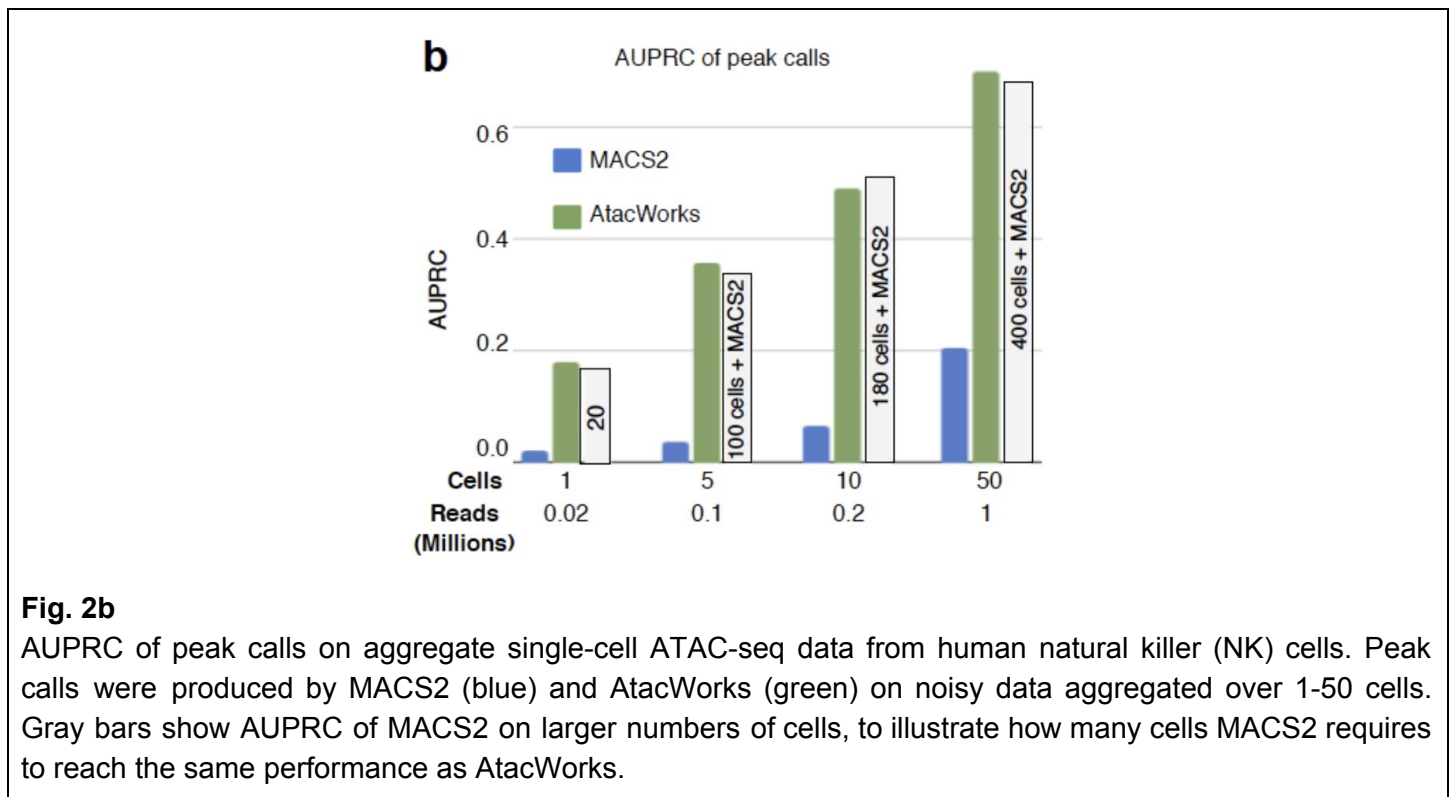 b
AUPRC of peak calls
0.6
MACS2
AtacWorks
0.4
AUPRC
0.2
0.0
20
100 cells + MACS2
180 cells + MACS2
400 cells + MACS2
Cells 1 5 10 50
Reads 0.02 0.1 0.2 1
(Millions)
Fig. 2b
AUPRC of peak calls on aggregate single-cell ATAC-seq data from human natural killer (NK) cells. Peak
calls were produced by MACS2 (blue) and AtacWorks (green) on noisy data aggregated over 1-50 cells.
Gray bars show AUPRC of MACS2 on larger numbers of cells, to illustrate how many cells MACS2 requires
to reach the same performance as AtacWorks.